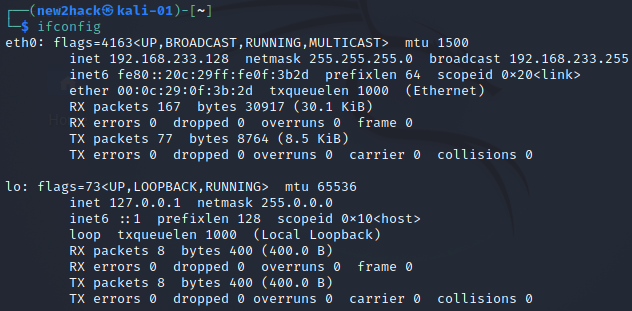 ┌──(new2hack㉿kali-01)-[~]
└─$ ifconfig
eth0: flags=4163<UP,BROADCAST,RUNNING,MULTICAST>  mtu 1500
        inet 192.168.233.128  netmask 255.255.255.0  broadcast 192.168.233.255
        inet6 fe80::20c:29ff:fe0f:3b2d  prefixlen 64  scopeid 0×20<link>
        ether 00:0c:29:0f:3b:2d  txqueuelen 1000  (Ethernet)
        RX packets 167  bytes 30917 (30.1 KiB)
        RX errors 0  dropped 0  overruns 0  frame 0
        TX packets 77  bytes 8764 (8.5 KiB)
        TX errors 0  dropped 0 overruns 0  carrier 0  collisions 0

lo: flags=73<UP,LOOPBACK,RUNNING>  mtu 65536
        inet 127.0.0.1  netmask 255.0.0.0
        inet6 ::1  prefixlen 128  scopeid 0×10<host>
        loop  txqueuelen 1000  (Local Loopback)
        RX packets 8  bytes 400 (400.0 B)
        RX errors 0  dropped 0  overruns 0  frame 0
        TX packets 8  bytes 400 (400.0 B)
        TX errors 0  dropped 0 overruns 0  carrier 0  collisions 0